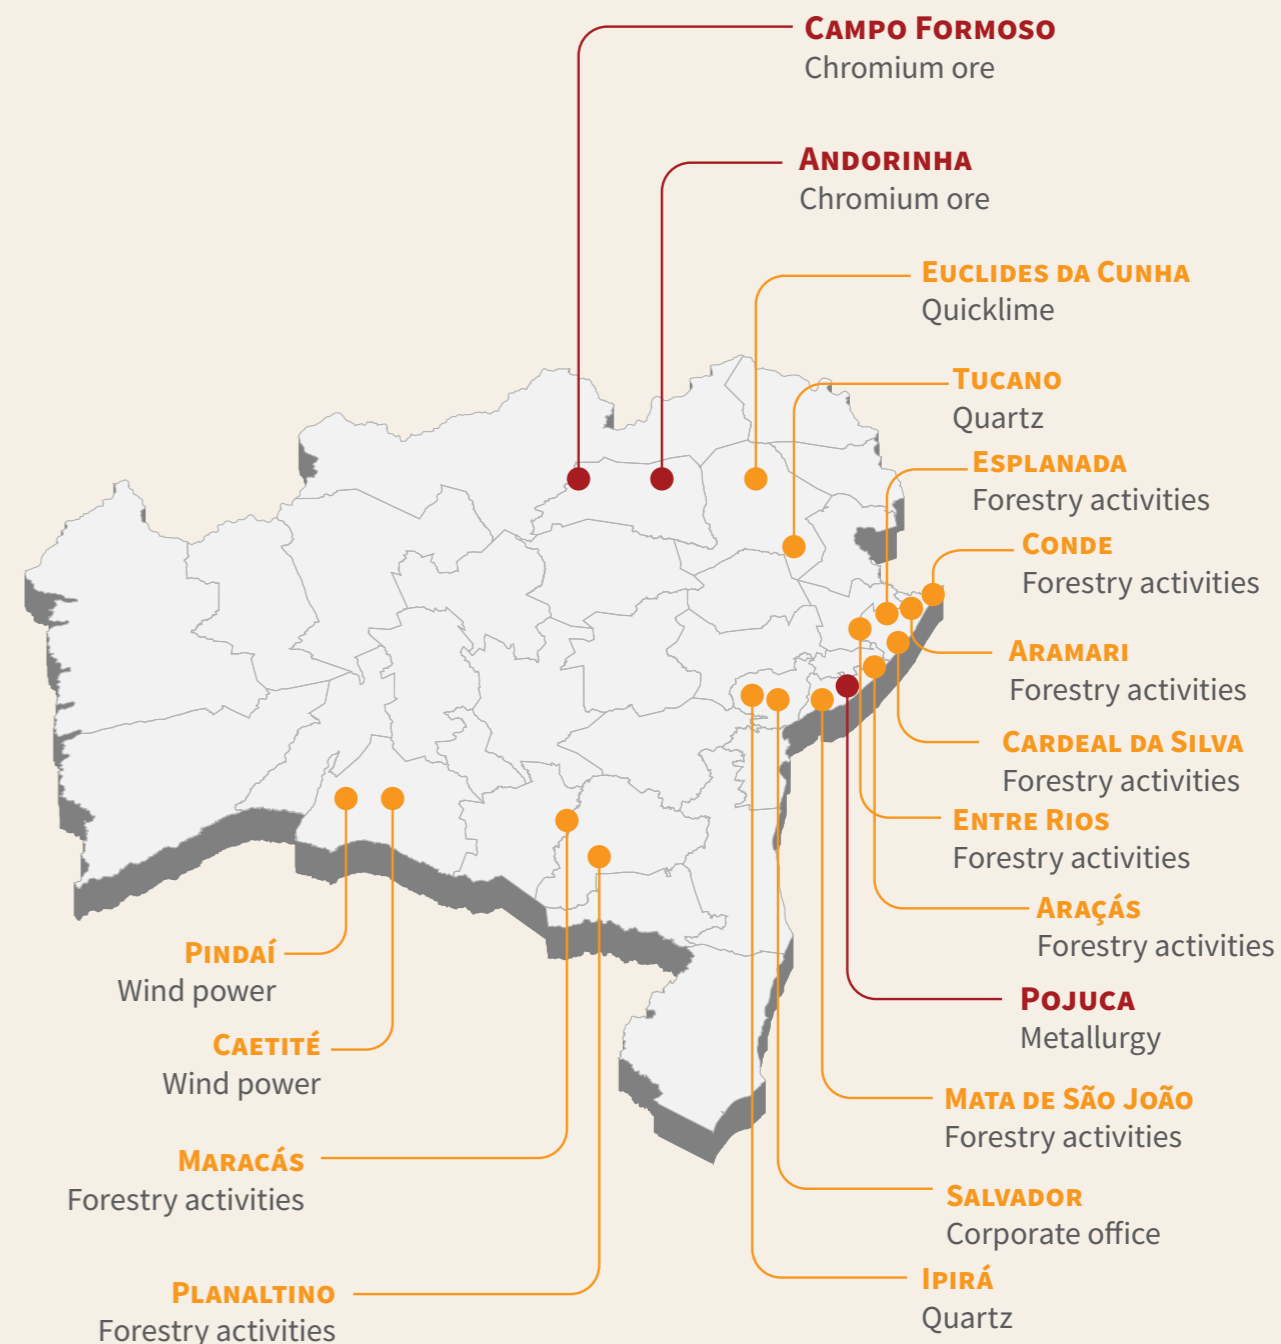 Campo Formoso
Chromium ore
Andorinha
Chromium ore
Euclides da Cunha
Quicklime
Tucano
Quartz
Esplanada
Forestry activities
Conde
Forestry activities
Aramari
Forestry activities
Cardeal da Silva
Forestry activities
Entre Rios
Forestry activities
Araçás
Forestry activities
Pojuca
Metallurgy
Mata de São João
Forestry activities
Salvador
Corporate office
Ipirá
Quartz
Pindaí
Wind power
Caetité
Wind power
Maracás
Forestry activities
Planaltino
Forestry activities